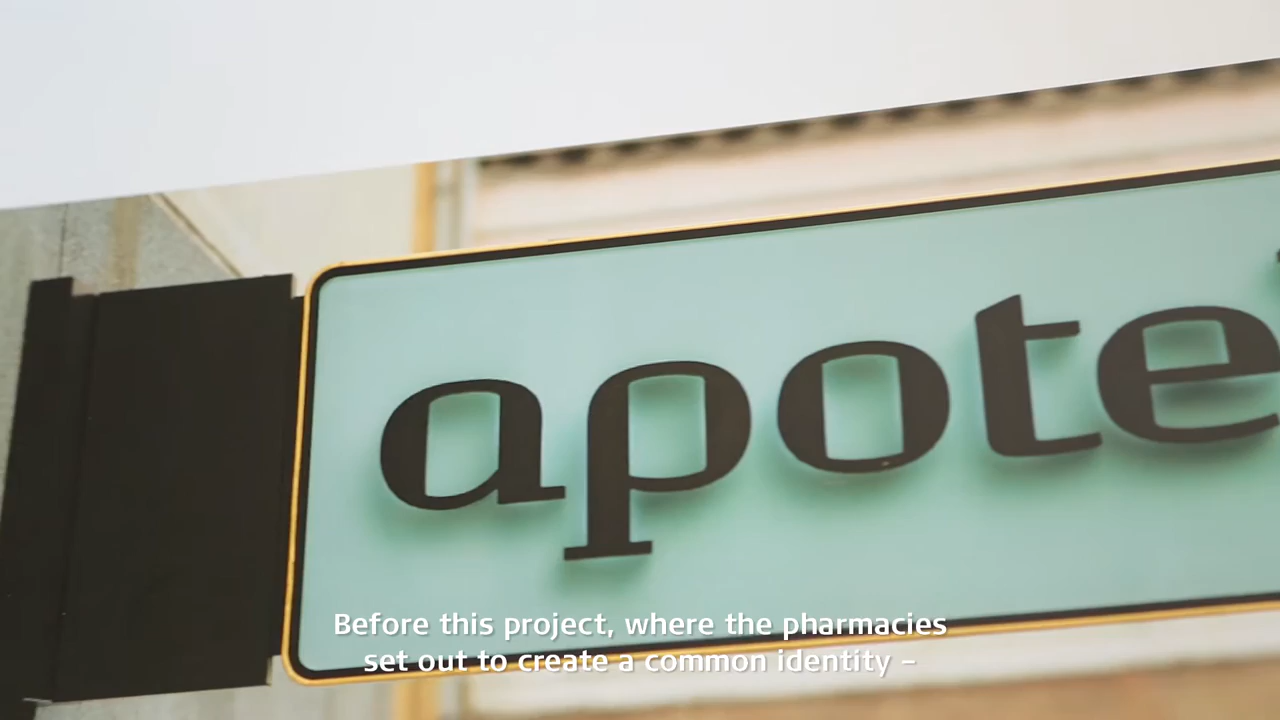 apote
Before this project, where the pharmacies
set out to create a common identity –